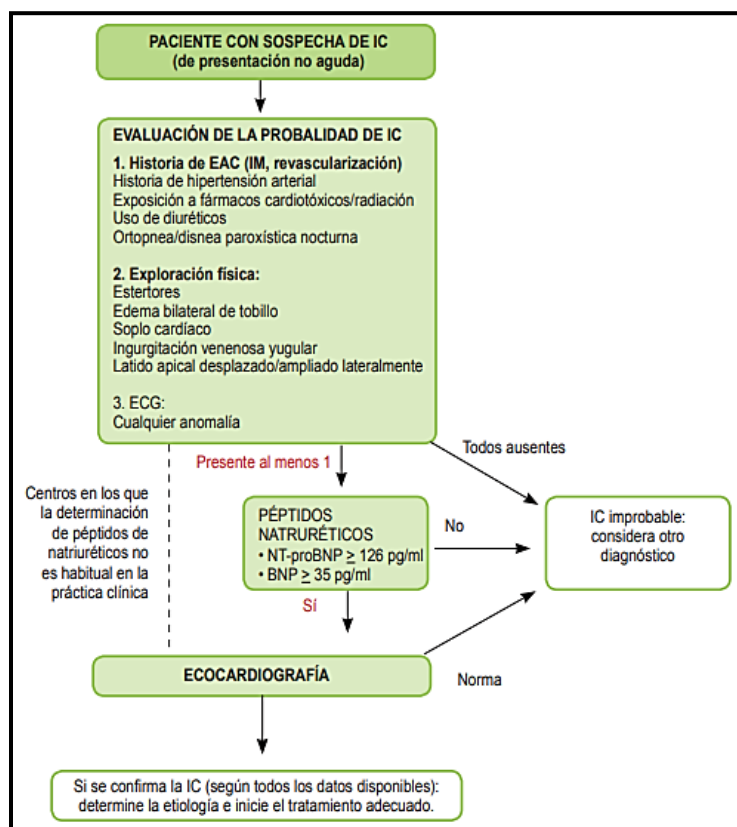 PACIENTE CON SOSPECHA DE IC
(de presentación no aguda)
EVALUACIÓN DE LA PROBALIDAD DE IC
1. Historia de EAC (IM, revascularización)
Historia de hipertensión arterial
Exposición a fármacos cardiotóxicos/radiación
Uso de diuréticos
Ortopnea/disnea paroxística nocturna
2. Exploración física:
Estertores
Edema bilateral de tobillo
Soplo cardíaco
Ingurgitación venenosa yugular
Latido apical desplazado/ampliado lateralmente
3. ECG:
Cualquier anomalía
Presente al menos 1
Todos ausentes
Centros en los que
la determinación
de péptidos de
natriuréticos no
es habitual en la
práctica clínica
PÉPTIDOS
NATRURÉTICOS
• NT-proBNP ≥ 126 pg/ml
• BNP ≥ 35 pg/ml
No
IC improbable:
considera otro
diagnóstico
Sí
ECOCARDIOGRAFÍA
Norma
Si se confirma la IC (según todos los datos disponibles):
determine la etiología e inicie el tratamiento adecuado.